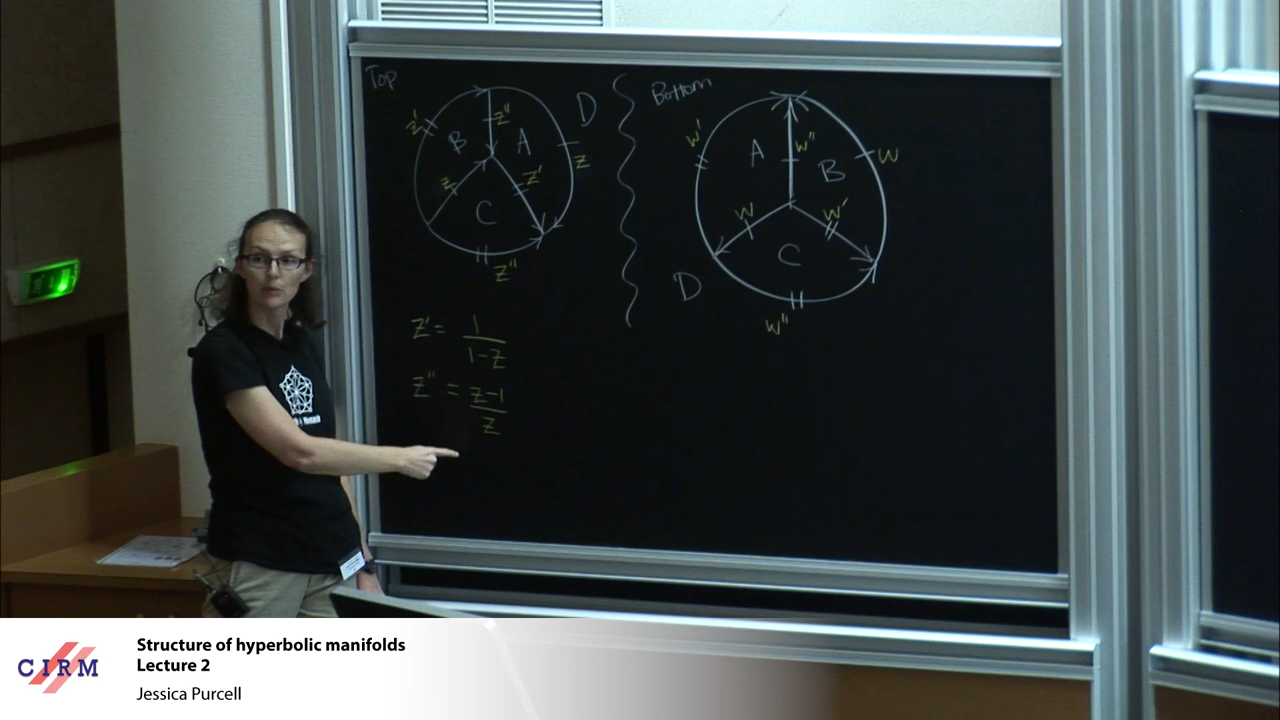 Top
Bottom
z'
z''
D
z
B
A
z
z'
C
z''
w'
A
w''
B
w
w
w'
C
D
w''
z' = 1/(1-z)
z'' = (z-1)/z
CIRM
Structure of hyperbolic manifolds
Lecture 2
Jessica Purcell